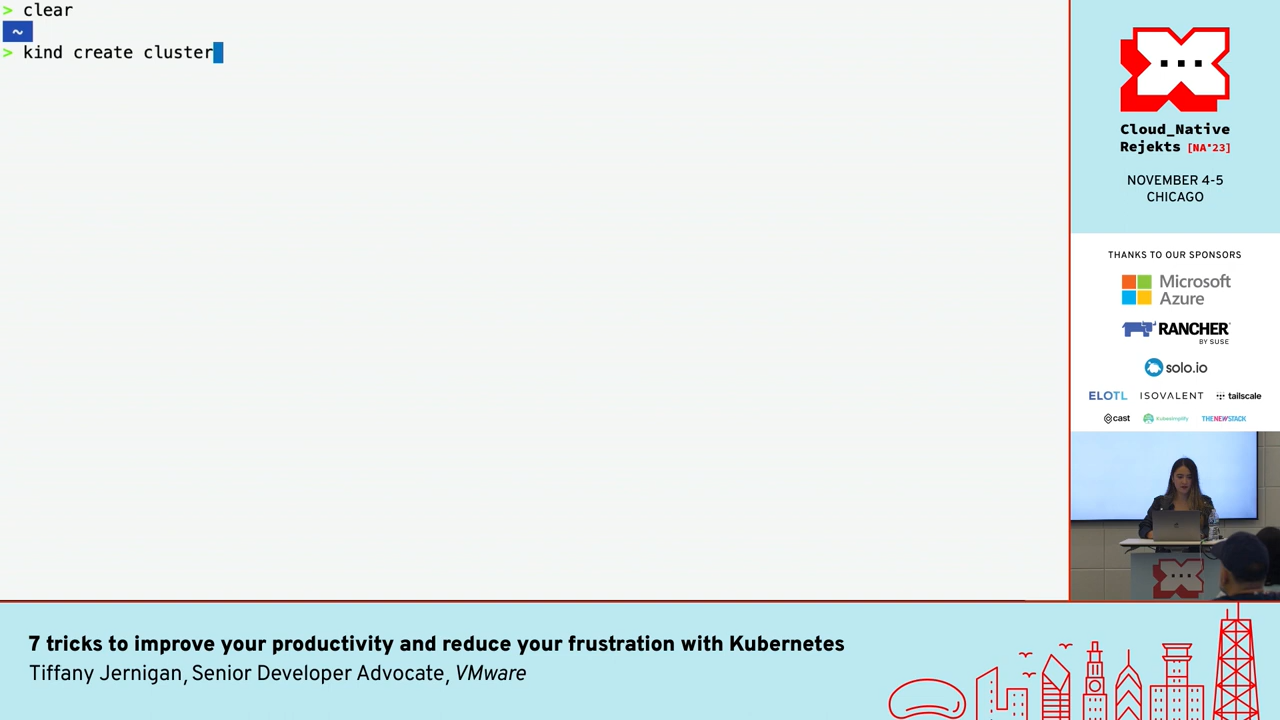 > clear
~
> kind create cluster
Cloud_Native
Rejekts [NA'23]
NOVEMBER 4-5
CHICAGO
THANKS TO OUR SPONSORS
Microsoft
Azure
RANCHER
BY SUSE
solo.io
ELOTL ISOVALENT tailscale
cast Kubesimplify THENEWSTACK
7 tricks to improve your productivity and reduce your frustration with Kubernetes
Tiffany Jernigan, Senior Developer Advocate, VMware